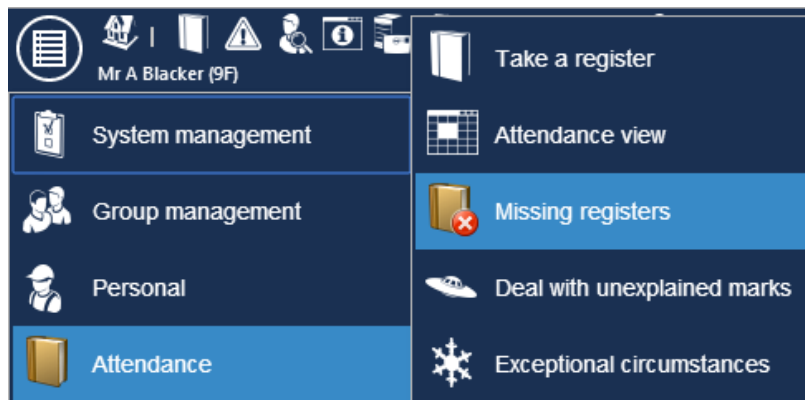 Mr A Blacker (9F)
System management
Group management
Personal
Attendance
Take a register
Attendance view
Missing registers
Deal with unexplained marks
Exceptional circumstances